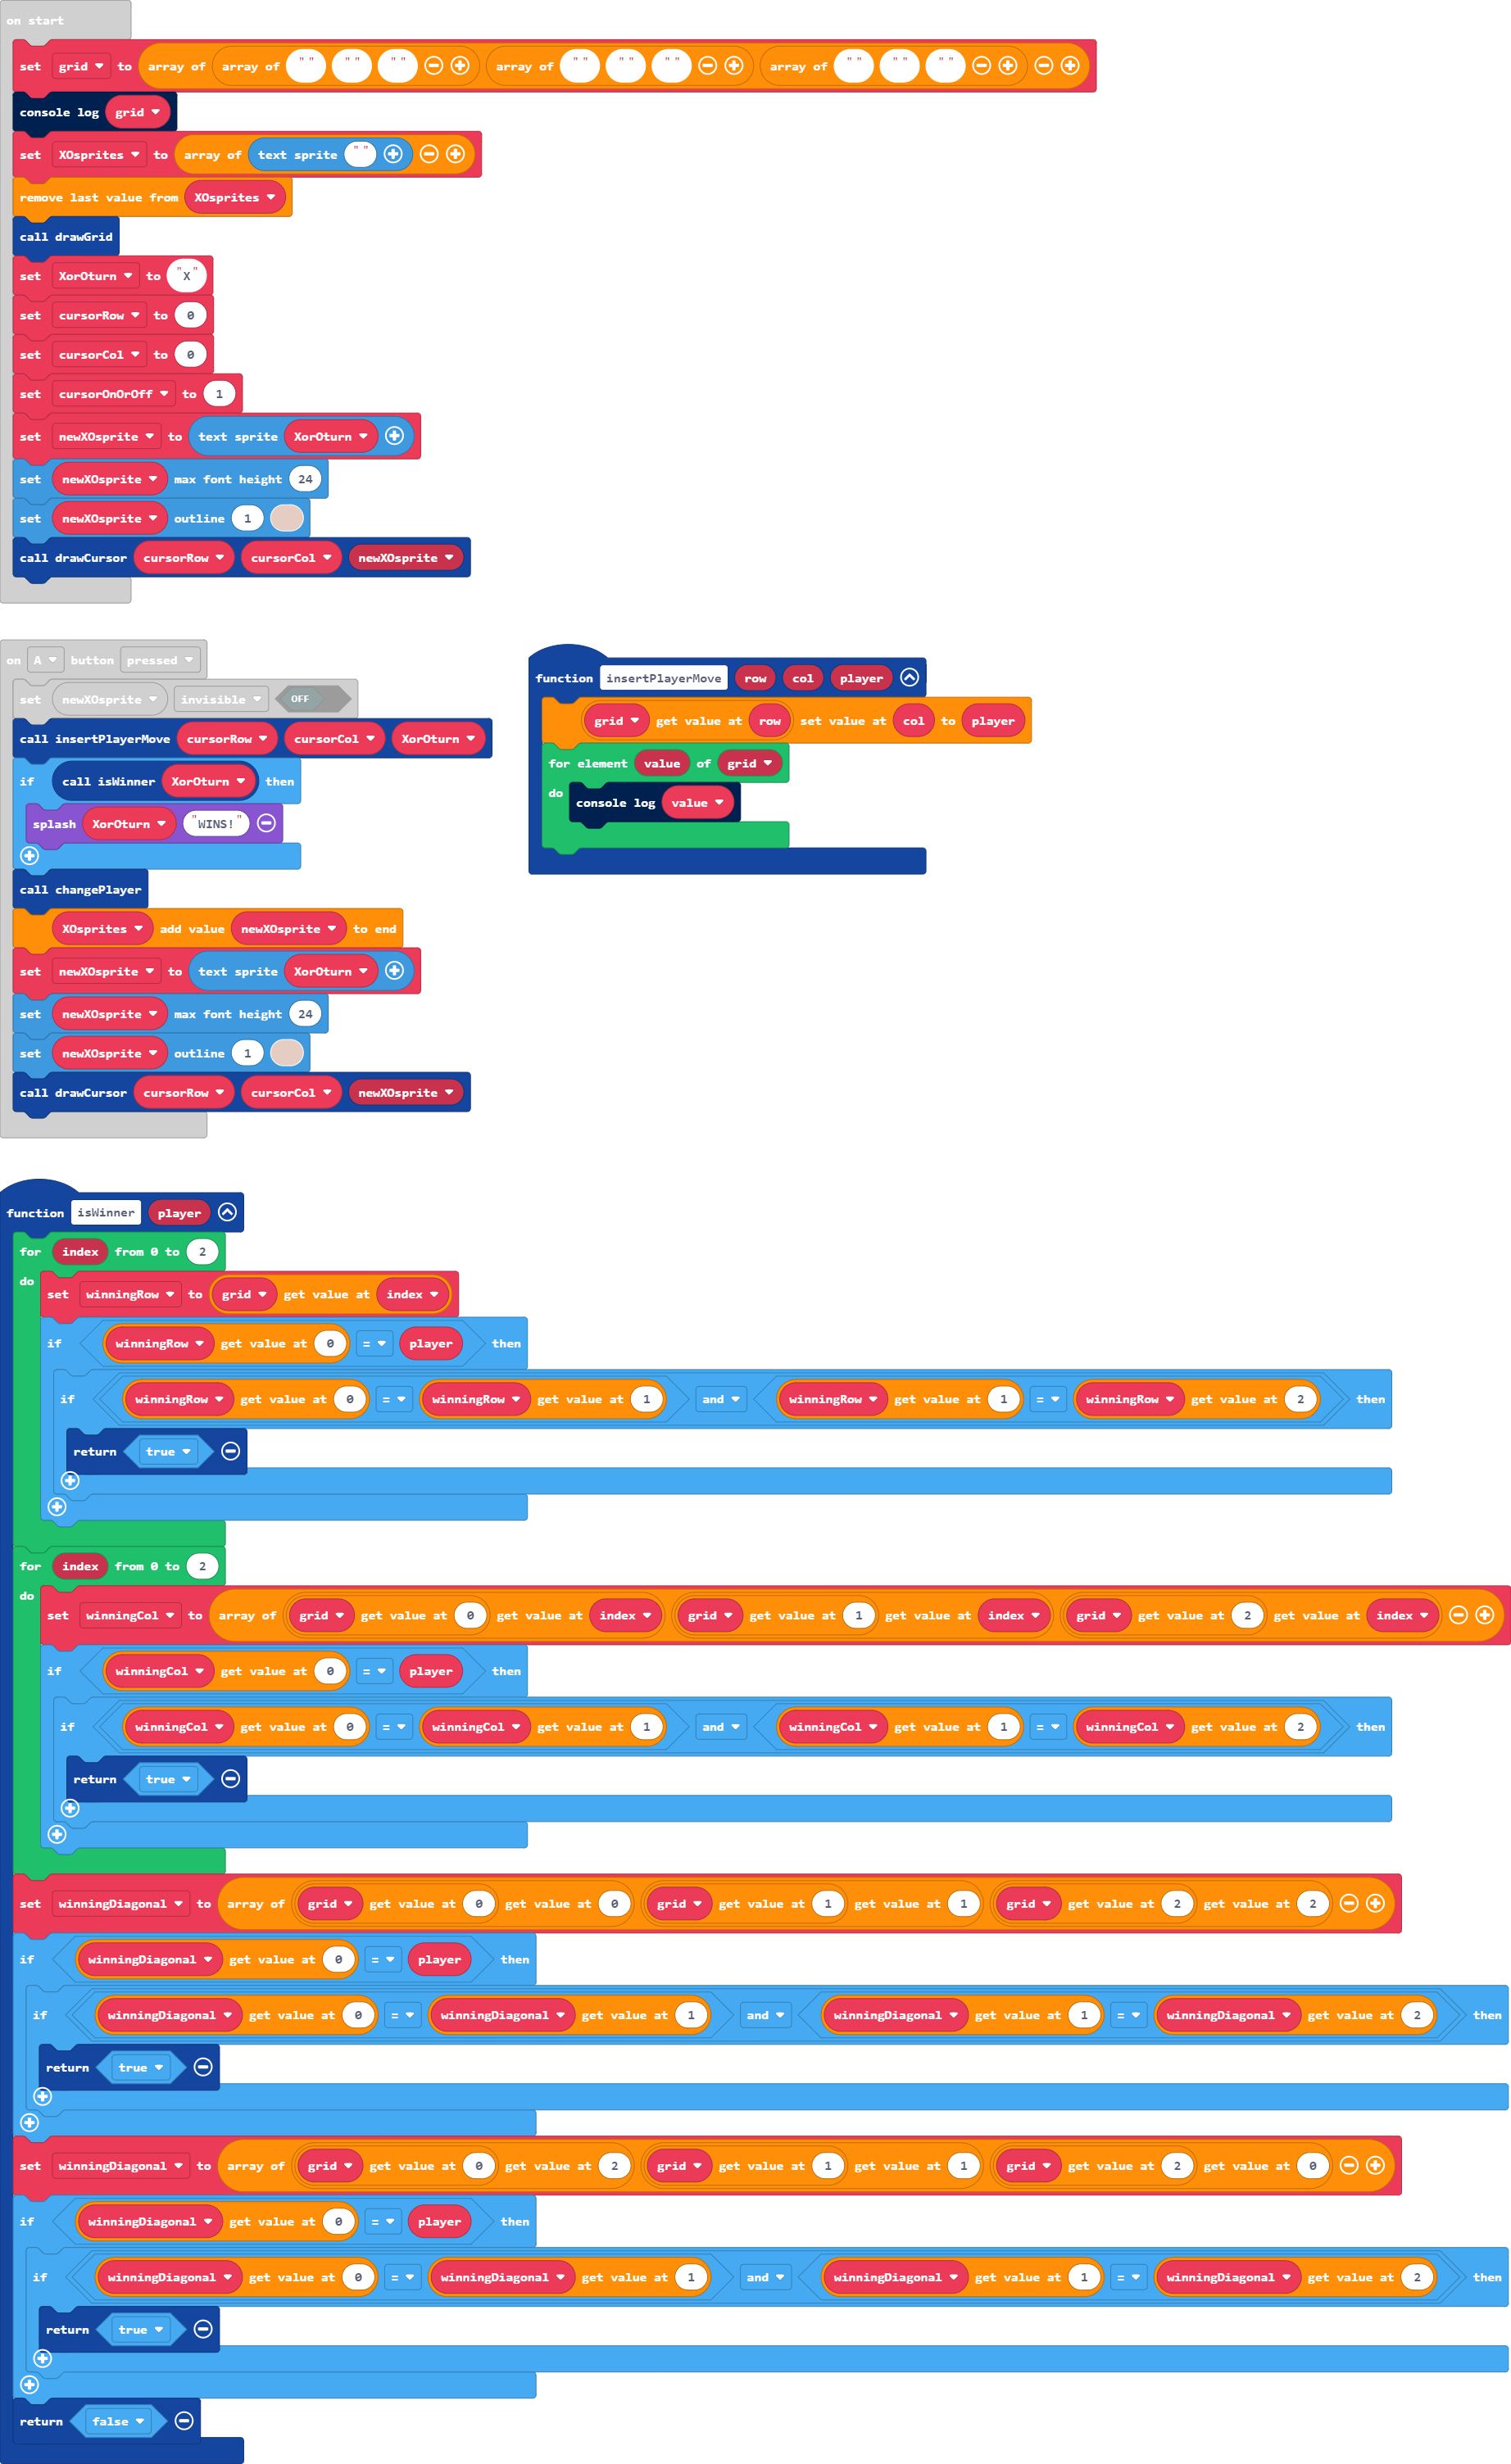 on start
set grid to array of array of "" "" "" array of "" "" "" array of "" "" ""
console log grid
set XOsprites to array of text sprite ""
remove last value from XOsprites
call drawGrid
set XorOturn to "X"
set cursorRow to 0
set cursorCol to 0
set cursorOnOrOff to 1
set newXOsprite to text sprite XorOturn
set newXOsprite max font height 24
set newXOsprite outline 1
call drawCursor cursorRow cursorCol newXOsprite
on A button pressed
set newXOsprite invisible OFF
call insertPlayerMove cursorRow cursorCol XorOturn
if call isWinner XorOturn then
splash XorOturn "WINS!"
call changePlayer
XOsprites add value newXOsprite to end
set newXOsprite to text sprite XorOturn
set newXOsprite max font height 24
set newXOsprite outline 1
call drawCursor cursorRow cursorCol newXOsprite
function insertPlayerMove row col player
grid get value at row set value at col to player
for element value of grid
do console log value
function isWinner player
for index from 0 to 2
do
set winningRow to grid get value at index
if winningRow get value at 0 = player then
if winningRow get value at 0 = winningRow get value at 1 and winningRow get value at 1 = winningRow get value at 2 then
return true
for index from 0 to 2
do
set winningCol to array of grid get value at 0 get value at index grid get value at 1 get value at index grid get value at 2 get value at index
if winningCol get value at 0 = player then
if winningCol get value at 0 = winningCol get value at 1 and winningCol get value at 1 = winningCol get value at 2 then
return true
set winningDiagonal to array of grid get value at 0 get value at 0 grid get value at 1 get value at 1 grid get value at 2 get value at 2
if winningDiagonal get value at 0 = player then
if winningDiagonal get value at 0 = winningDiagonal get value at 1 and winningDiagonal get value at 1 = winningDiagonal get value at 2 then
return true
set winningDiagonal to array of grid get value at 0 get value at 2 grid get value at 1 get value at 1 grid get value at 2 get value at 0
if winningDiagonal get value at 0 = player then
if winningDiagonal get value at 0 = winningDiagonal get value at 1 and winningDiagonal get value at 1 = winningDiagonal get value at 2 then
return true
return false